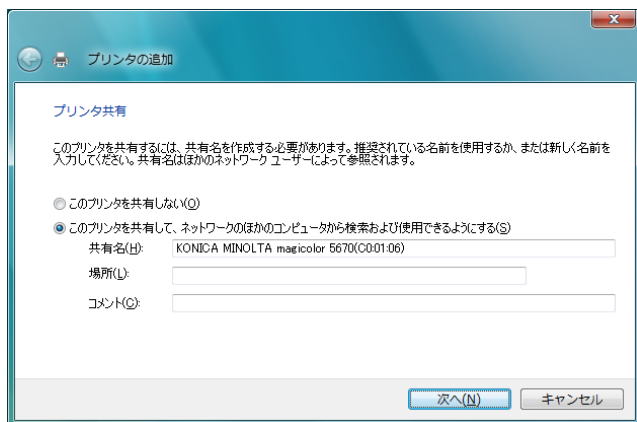 プリンタの追加
プリンタ共有
このプリンタを共有するには、共有名を作成する必要があります。推奨されている名前を使用するか、または新しく名前を
入力してください。共有名はほかのネットワーク ユーザーによって参照されます。
このプリンタを共有しない(O)
このプリンタを共有して、ネットワークのほかのコンピュータから検索および使用できるようにする(S)
共有名(H): KONICA MINOLTA magicolor 5670(C0:01:06)
場所(L):
コメント(C):
次へ(N) キャンセル